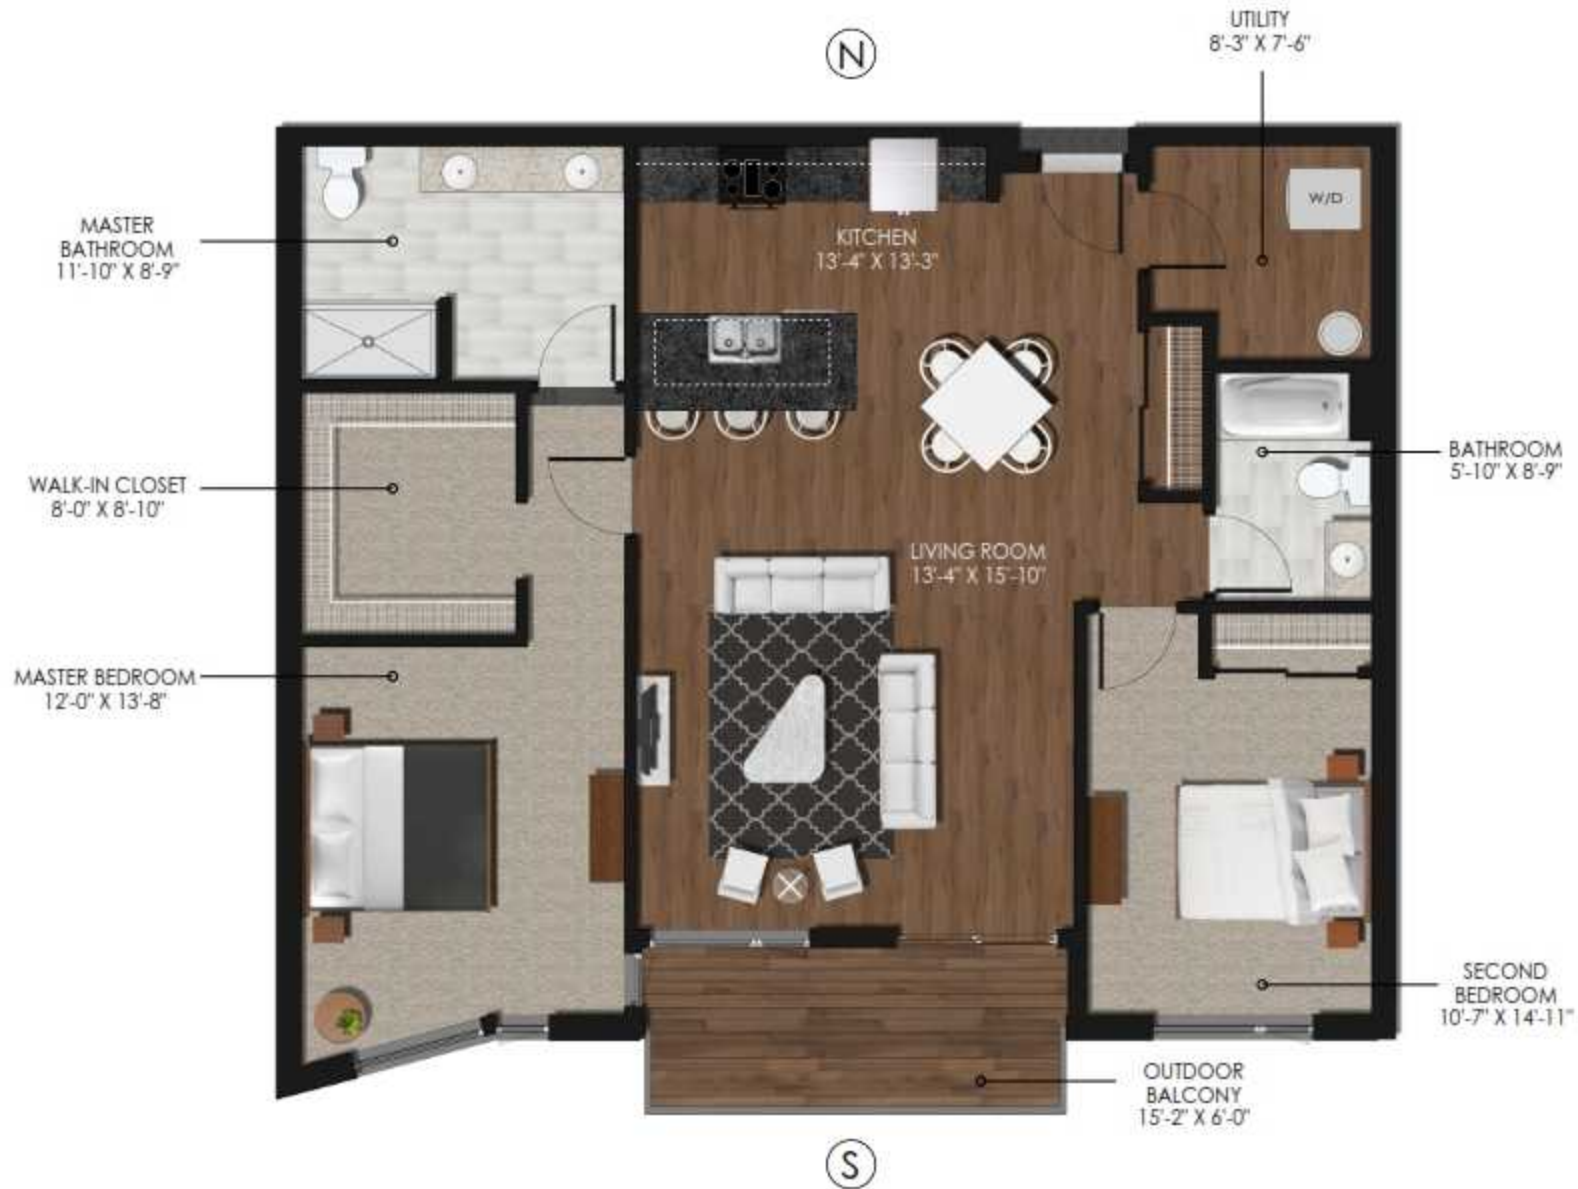 N
UTILITY
8'-3" X 7'-6"
W/D
MASTER
BATHROOM
11'-10" X 8'-9"
KITCHEN
13'-4" X 13'-3"
WALK-IN CLOSET
8'-0" X 8'-10"
BATHROOM
5'-10" X 8'-9"
LIVING ROOM
13'-4" X 15'-10"
MASTER BEDROOM
12'-0" X 13'-8"
SECOND
BEDROOM
10'-7" X 14'-11"
OUTDOOR
BALCONY
15'-2" X 6'-0"
S